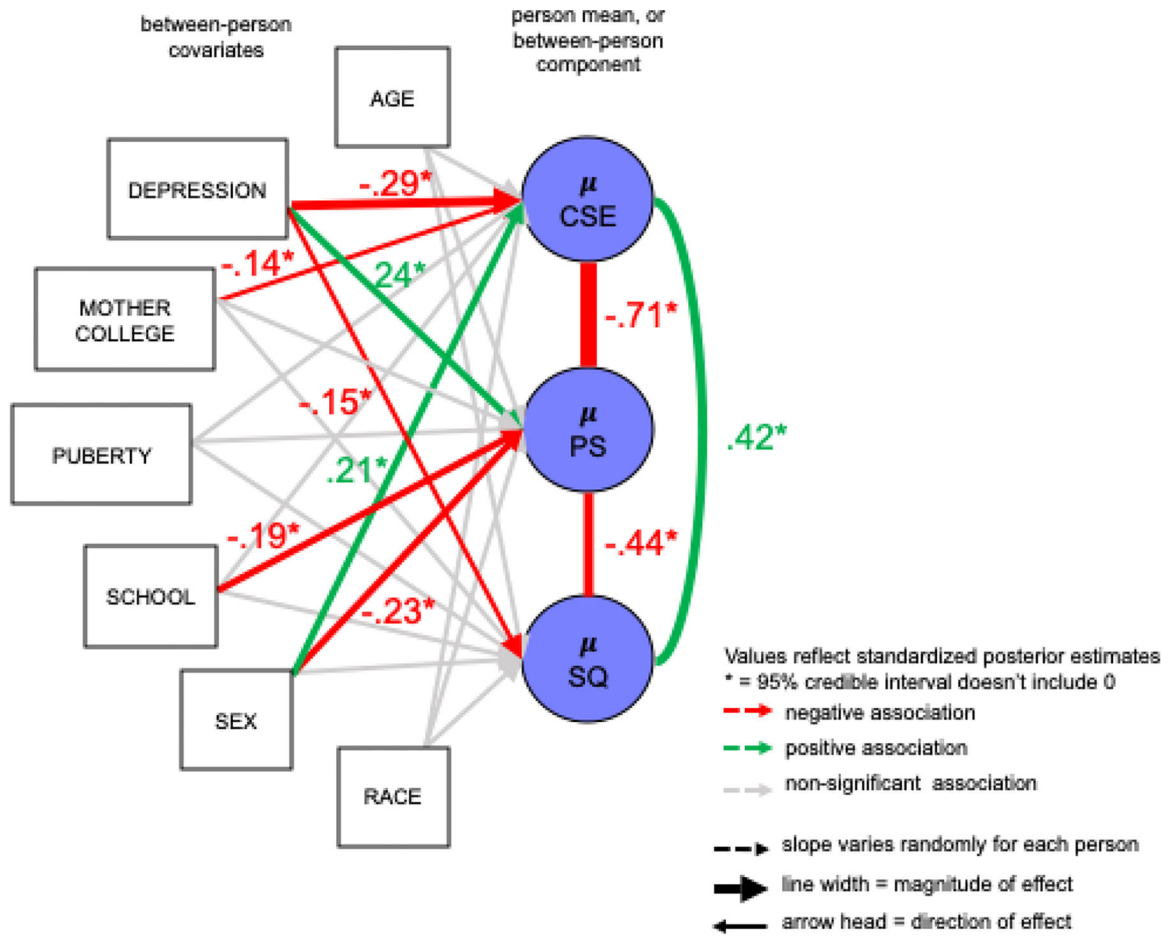 between-person
covariates
person mean, or
between-person
component
AGE
DEPRESSION
MOTHER
COLLEGE
PUBERTY
SCHOOL
SEX
RACE
μ
CSE
μ
PS
μ
SQ
-.29*
-.14*
.24*
-.15*
.21*
-.19*
-.23*
-.71*
-.44*
.42*
Values reflect standardized posterior estimates
* = 95% credible interval doesn't include 0
negative association
positive association
non-significant association
slope varies randomly for each person
line width = magnitude of effect
arrow head = direction of effect